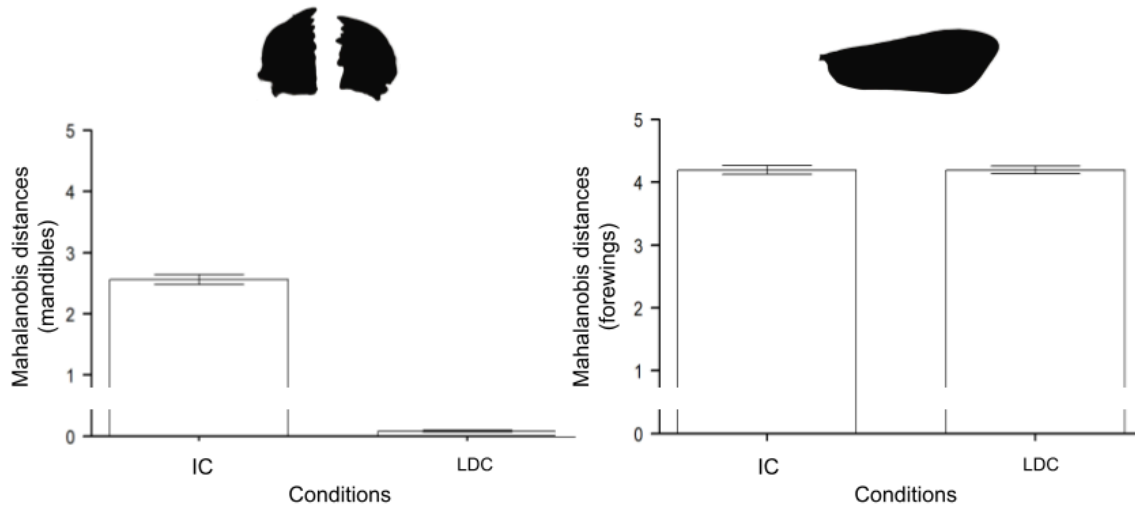 Mahalanobis distances
(mandibles)
5
4
3
2
1
0
IC
LDC
Conditions
Mahalanobis distances
(forewings)
5
4
3
2
1
0
IC
LDC
Conditions